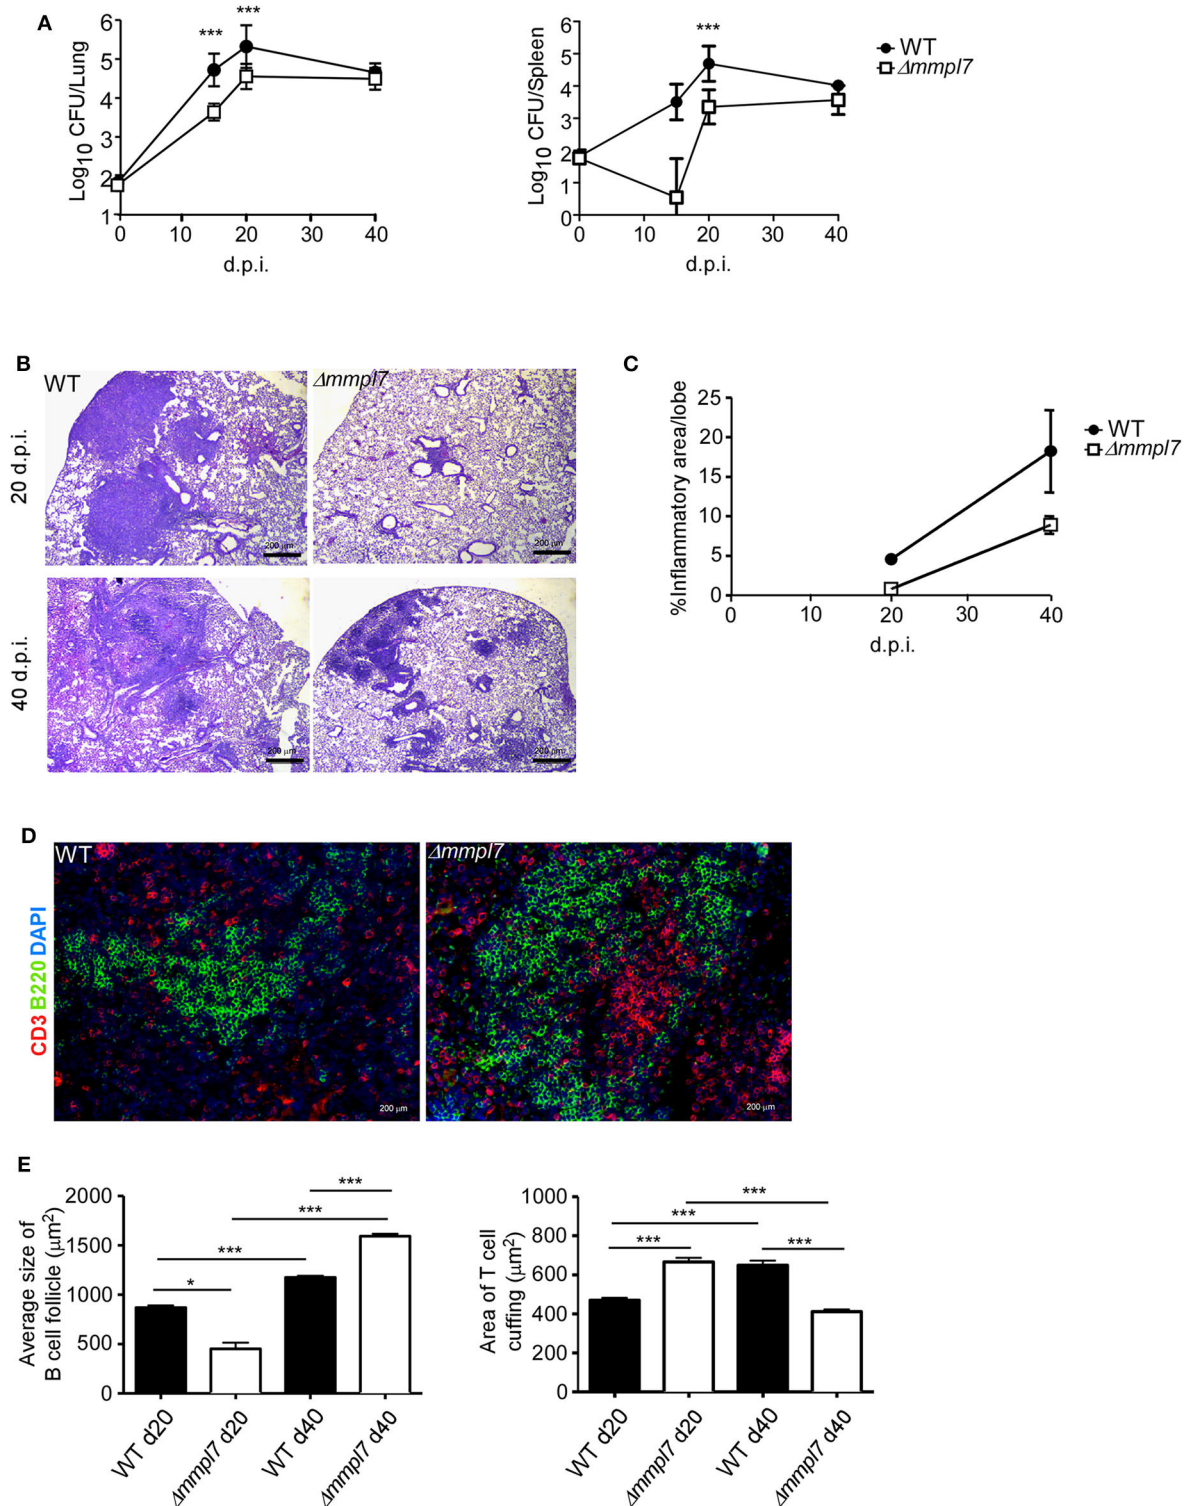 A
Log10 CFU/Lung
6
5
4
3
2
1
*** ***
0 10 20 30 40
d.p.i.
Log10 CFU/Spleen
6
5
4
3
2
1
0
***
0 10 20 30 40
d.p.i.
WT
Δmmpl7
B
WT
Δmmpl7
20 d.p.i.
200 μm
200 μm
40 d.p.i.
200 μm
200 μm
C
%Inflammatory area/lobe
25
20
15
10
5
0
0 10 20 30 40
d.p.i.
WT
Δmmpl7
D
CD3 B220 DAPI
WT
200 μm
Δmmpl7
200 μm
E
Average size of
B cell follicle (μm2)
2000
1500
1000
500
0
***
***
***
*
WT d20
Δmmpl7 d20
WT d40
Δmmpl7 d40
Area of T cell
cuffing (μm2)
1000
800
600
400
200
0
***
***
*** ***
WT d20
Δmmpl7 d20
WT d40
Δmmpl7 d40